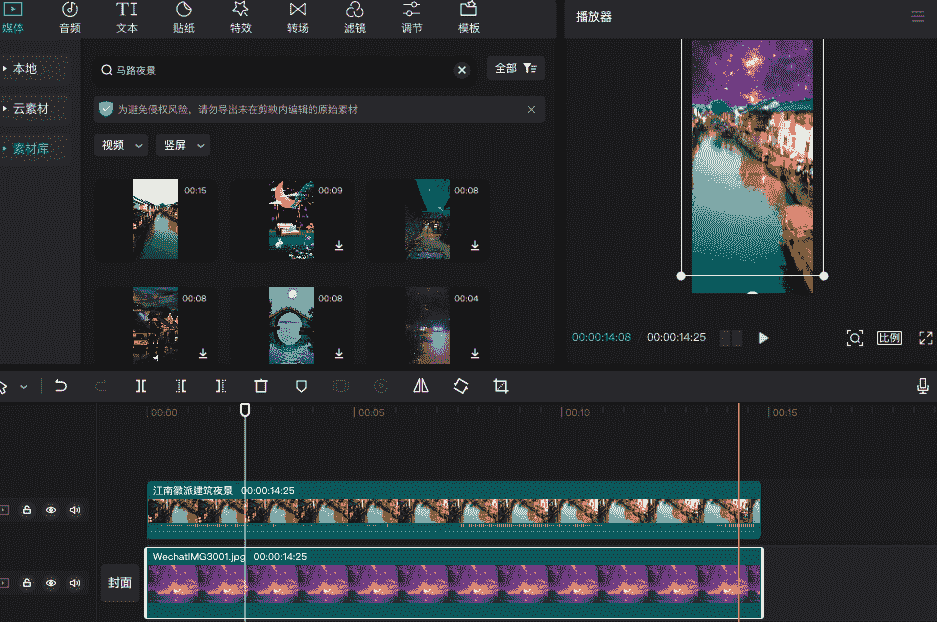 媒体 音频 文本 贴纸 特效 转场 滤镜 调节 模板
播放器
本地
云素材
素材库
马路夜景
全部
为避免侵权风险，请勿导出未在剪映内编辑的原始素材
视频 竖屏
00:15 00:09 00:08
00:08 00:08 00:04
00:00:14:08 00:00:14:25
比例
00:00 00:05 00:10 00:15
江南徽派建筑夜景 00:00:14:25
WechatIMG3001.jpg 00:00:14:25
封面